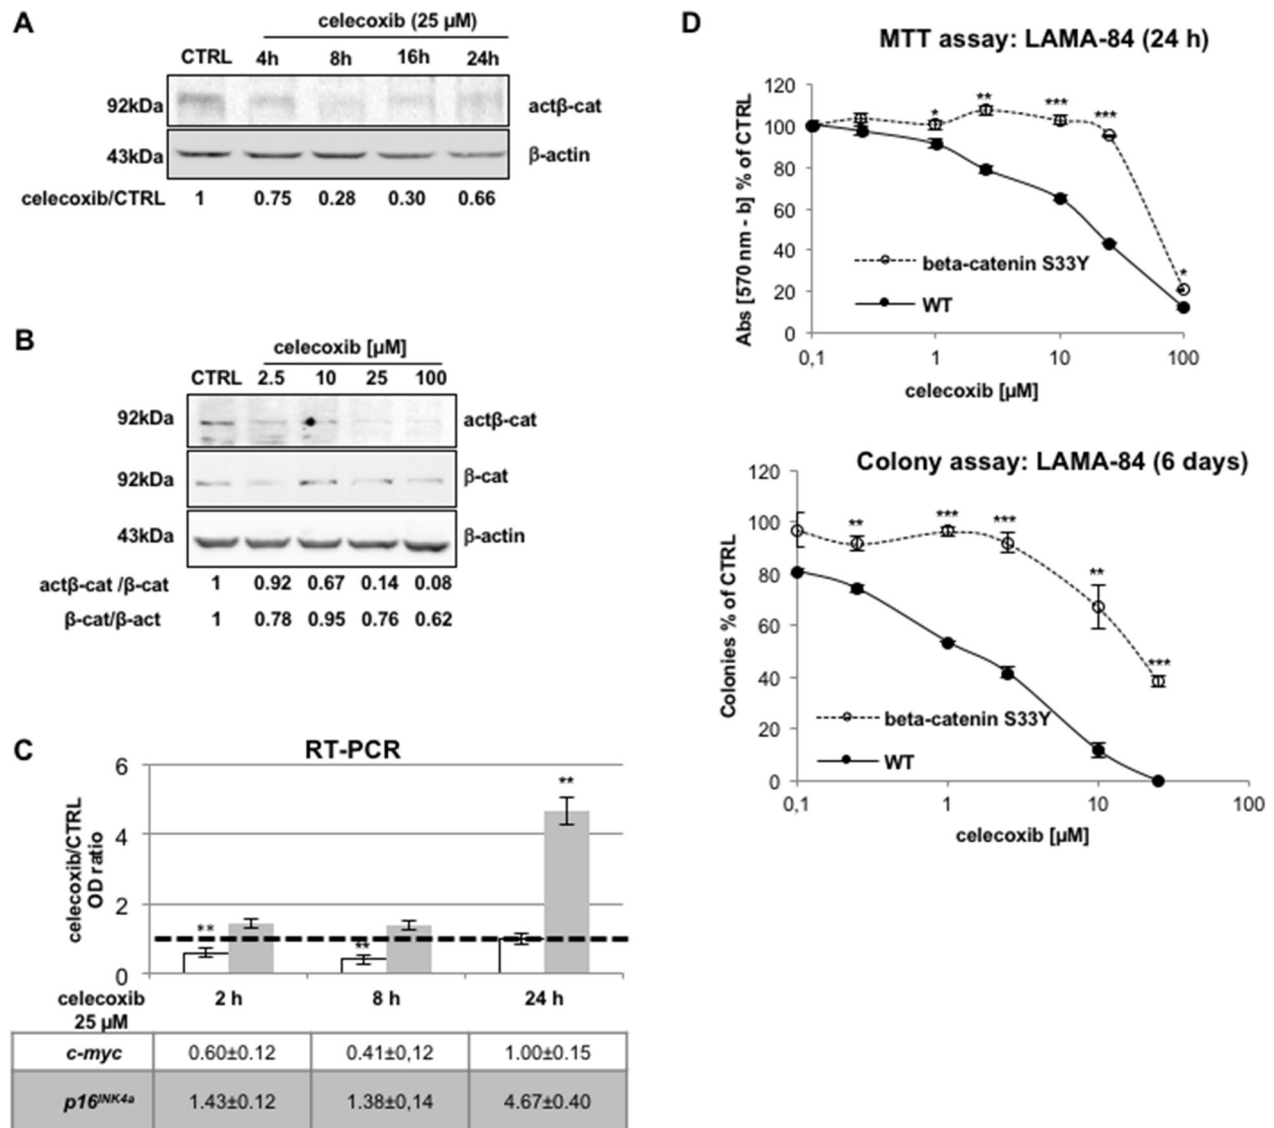 A
celecoxib (25 µM)
CTRL 4h 8h 16h 24h
92kDa actβ-cat
43kDa β-actin
celecoxib/CTRL 1 0.75 0.28 0.30 0.66
B
celecoxib [µM]
CTRL 2.5 10 25 100
92kDa actβ-cat
92kDa β-cat
43kDa β-actin
actβ-cat /β-cat 1 0.92 0.67 0.14 0.08
β-cat/β-act 1 0.78 0.95 0.76 0.62
C
RT-PCR
celecoxib/CTRL
OD ratio
6
4
2
0
**
**
**
celecoxib 2 h 8 h 24 h
25 µM
c-myc 0.60±0.12 0.41±0,12 1.00±0.15
p16INK4a 1.43±0.12 1.38±0,14 4.67±0.40
D
MTT assay: LAMA-84 (24 h)
Abs [570 nm - b] % of CTRL
120
100
80
60
40
20
0
* ** *** *** *
beta-catenin S33Y
WT
0,1 1 10 100
celecoxib [µM]
Colony assay: LAMA-84 (6 days)
Colonies % of CTRL
120
100
80
60
40
20
0
** *** *** ** ***
beta-catenin S33Y
WT
0,1 1 10 100
celecoxib [µM]